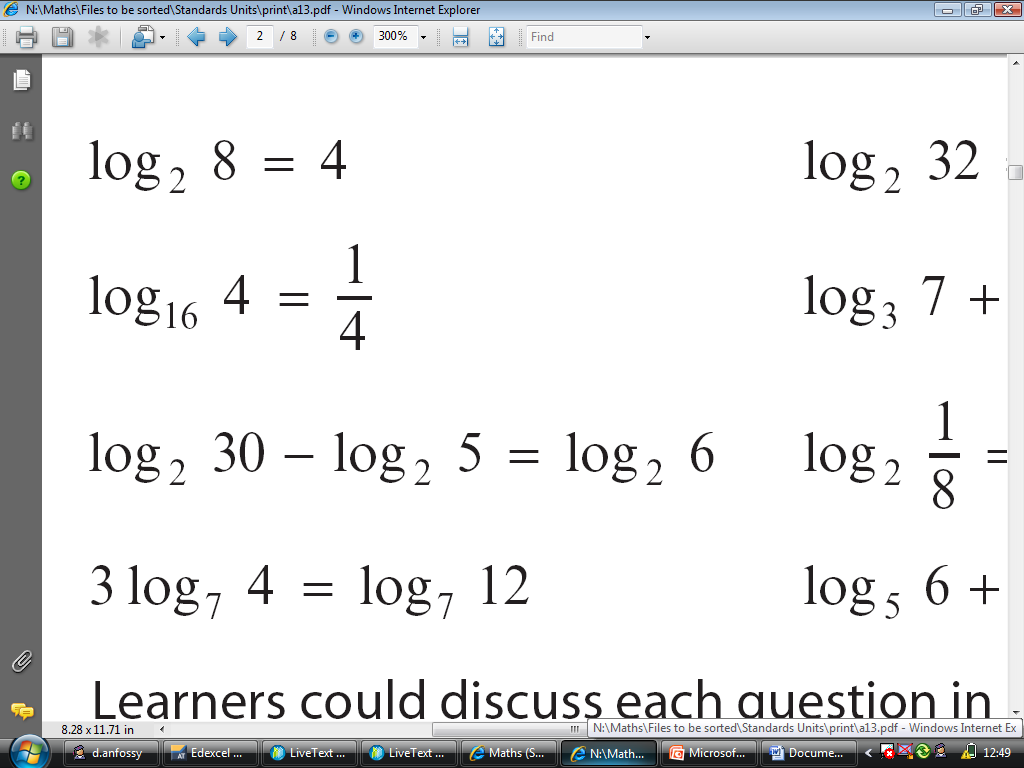 N:\Maths\Files to be sorted\Standards Units\print\a13.pdf - Windows Internet Explorer
2 / 8 300% Find
log₂ 8 = 4
log₂ 32
log₁₆ 4 = 1/4
log₃ 7 +
log₂ 30 − log₂ 5 = log₂ 6
log₂ 1/8 =
3 log₇ 4 = log₇ 12
log₅ 6 +
Learners could discuss each question in
8.28 x 11.71 in
N:\Maths\Files to be sorted\Standards Units\print\a13.pdf - Windows Internet Ex
d.anfossy
Edexcel ...
LiveText ...
LiveText ...
Maths (S...
N:\Math...
Microsof...
Docume...
12:49